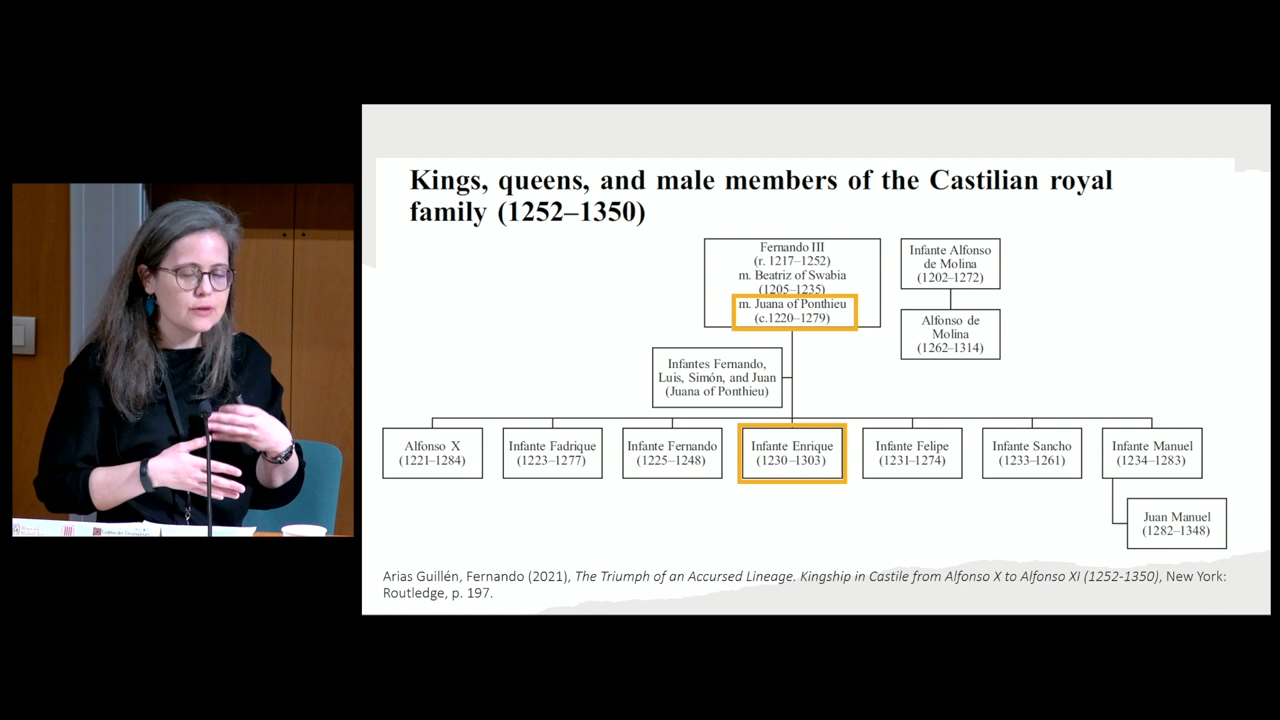 Kings, queens, and male members of the Castilian royal
family (1252–1350)
Fernando III
(r. 1217–1252)
m. Beatriz of Swabia
(1205–1235)
m. Juana of Ponthieu
(c.1220–1279)
Infante Alfonso
de Molina
(1202–1272)
Alfonso de
Molina
(1262–1314)
Infantes Fernando,
Luis, Simón, and Juan
(Juana of Ponthieu)
Alfonso X
(1221–1284)
Infante Fadrique
(1223–1277)
Infante Fernando
(1225–1248)
Infante Enrique
(1230–1303)
Infante Felipe
(1231–1274)
Infante Sancho
(1233–1261)
Infante Manuel
(1234–1283)
Juan Manuel
(1282–1348)
Arias Guillén, Fernando (2021), The Triumph of an Accursed Lineage. Kingship in Castile from Alfonso X to Alfonso XI (1252-1350), New York:
Routledge, p. 197.